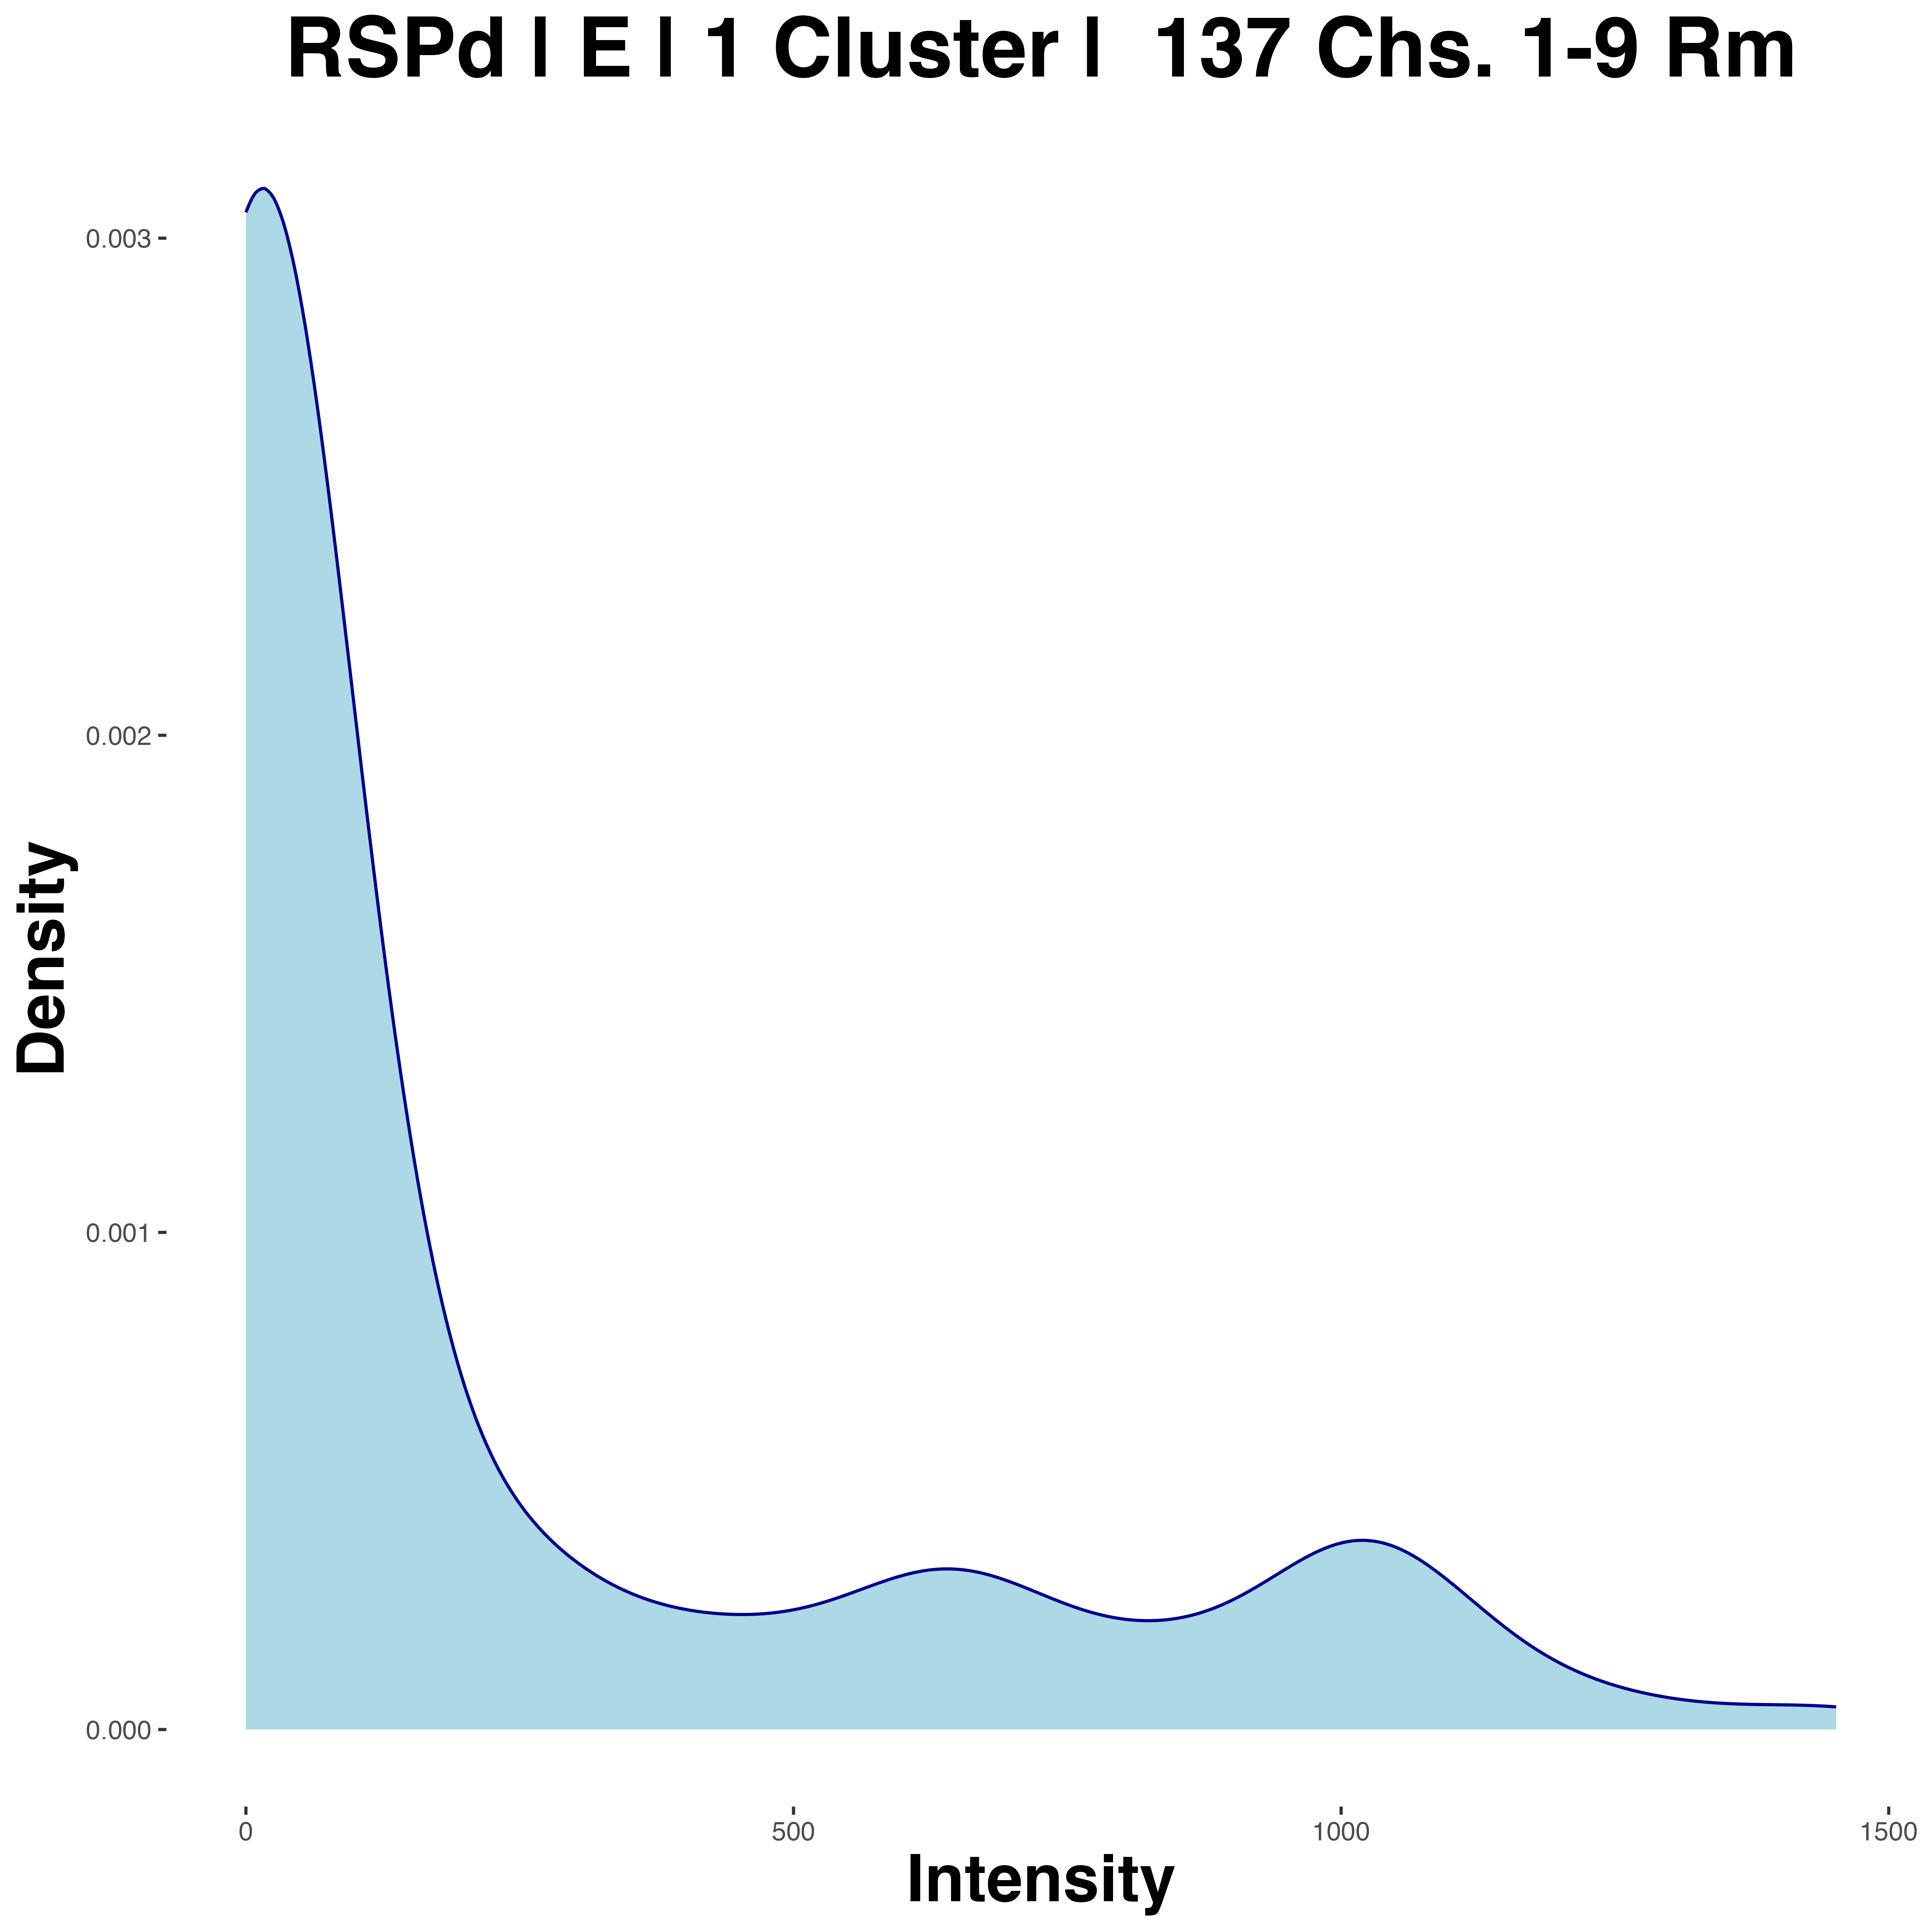 RSPd | E | 1 Cluster |  137 Chs. 1-9 Rm
Density
0.003
0.002
0.001
0.000
0
500
1000
1500
Intensity